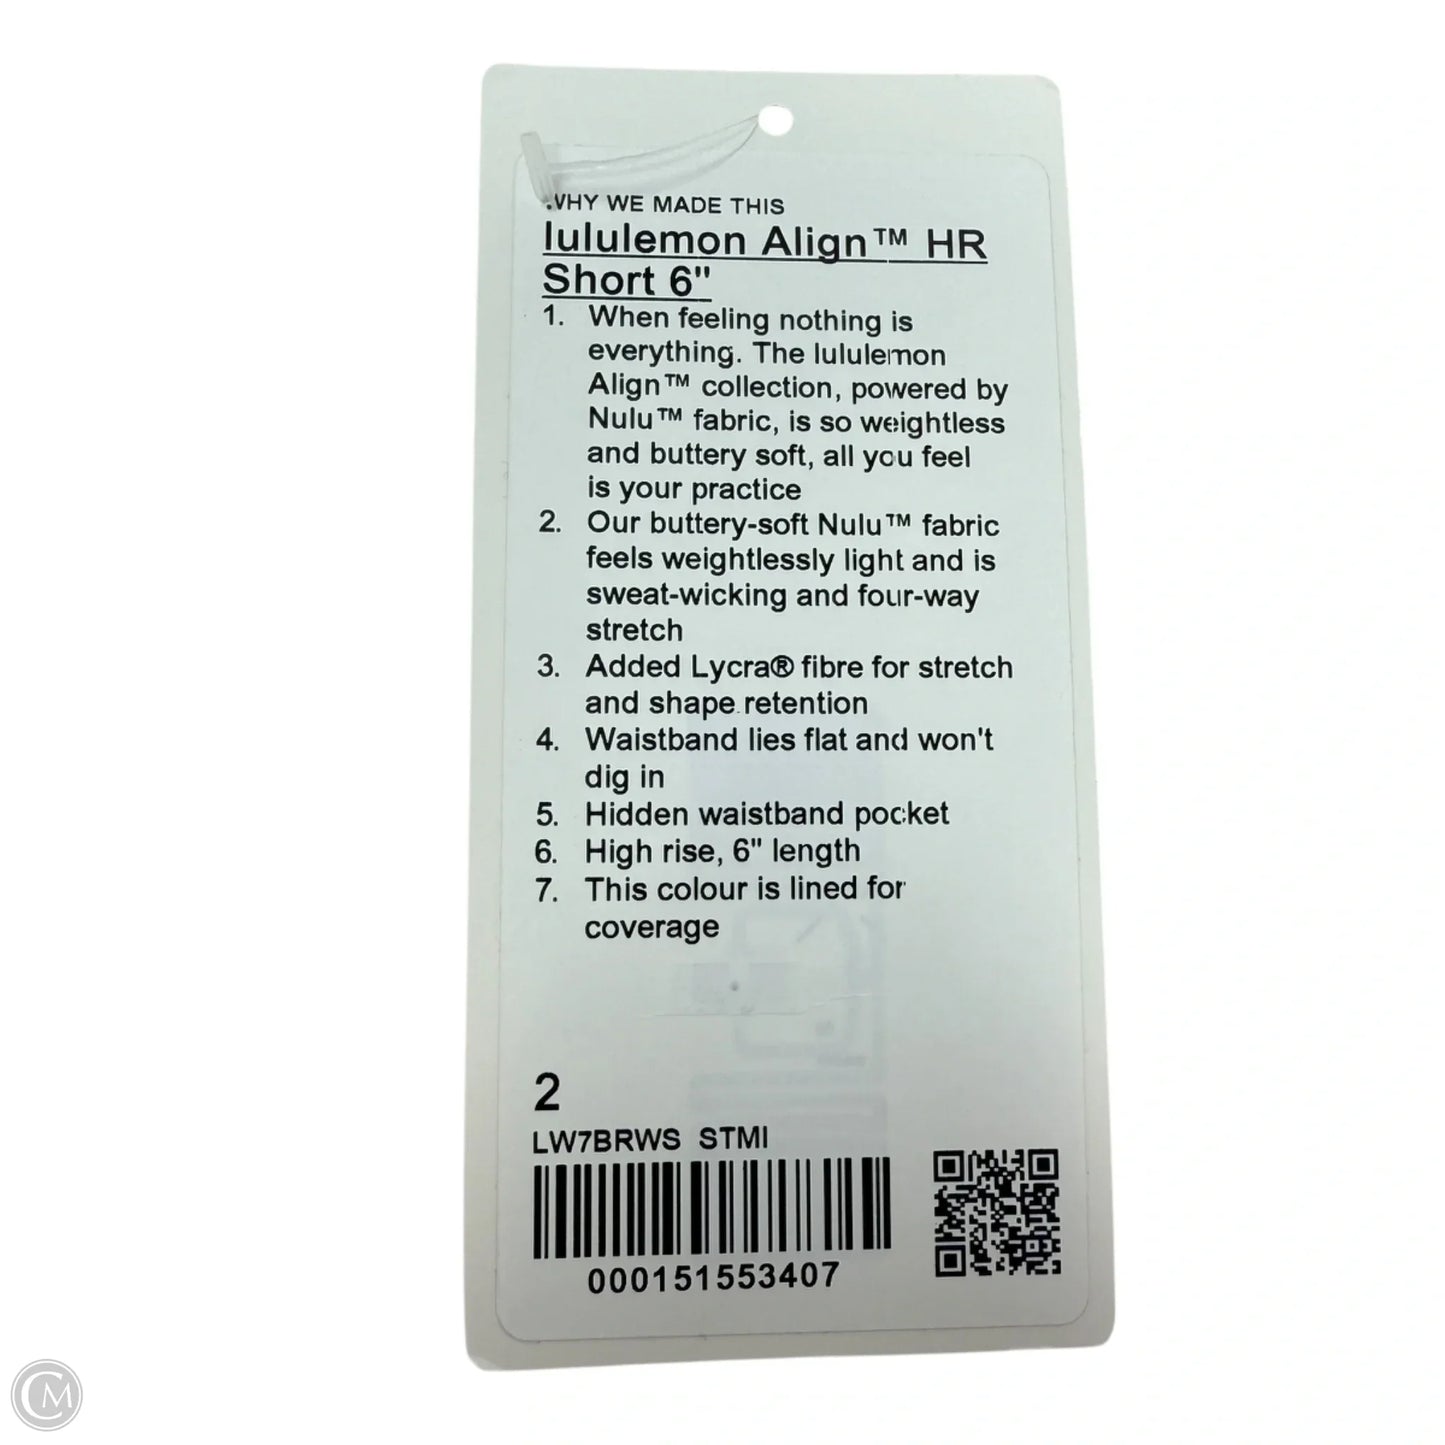 WHY WE MADE THIS
lululemon Align™ HR
Short 6"
1. When feeling nothing is
everything. The lululemon
Align™ collection, powered by
Nulu™ fabric, is so weightless
and buttery soft, all you feel
is your practice
2. Our buttery-soft Nulu™ fabric
feels weightlessly light and is
sweat-wicking and four-way
stretch
3. Added Lycra® fibre for stretch
and shape retention
4. Waistband lies flat and won't
dig in
5. Hidden waistband pocket
6. High rise, 6" length
7. This colour is lined for
coverage
2
LW7BRWS STMI
000151553407
CM